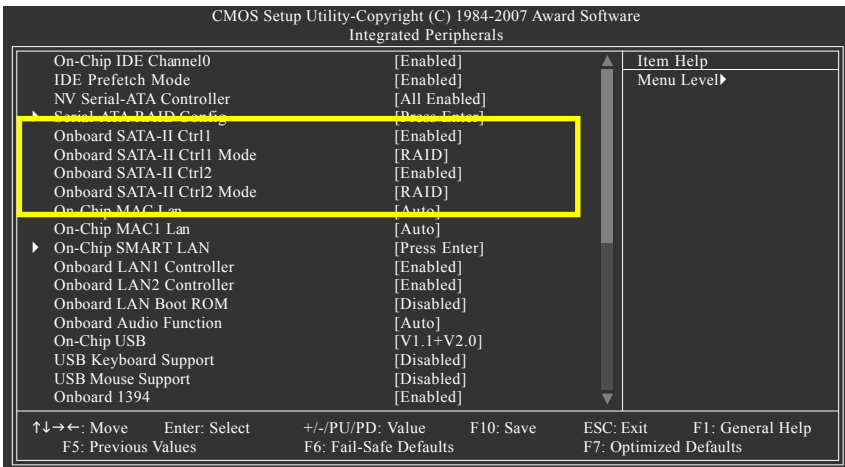 CMOS Setup Utility-Copyright (C) 1984-2007 Award Software
Integrated Peripherals
On-Chip IDE Channel0 [Enabled]
IDE Prefetch Mode [Enabled]
NV Serial-ATA Controller [All Enabled]
Serial-ATA RAID Config [Press Enter]
Onboard SATA-II Ctrl1 [Enabled]
Onboard SATA-II Ctrl1 Mode [RAID]
Onboard SATA-II Ctrl2 [Enabled]
Onboard SATA-II Ctrl2 Mode [RAID]
On-Chip MAC Lan [Auto]
On-Chip MAC1 Lan [Auto]
On-Chip SMART LAN [Press Enter]
Onboard LAN1 Controller [Enabled]
Onboard LAN2 Controller [Enabled]
Onboard LAN Boot ROM [Disabled]
Onboard Audio Function [Auto]
On-Chip USB [V1.1+V2.0]
USB Keyboard Support [Disabled]
USB Mouse Support [Disabled]
Onboard 1394 [Enabled]
Item Help
Menu Level▶
↑↓→←: Move Enter: Select +/-/PU/PD: Value F10: Save ESC: Exit F1: General Help
F5: Previous Values F6: Fail-Safe Defaults F7: Optimized Defaults